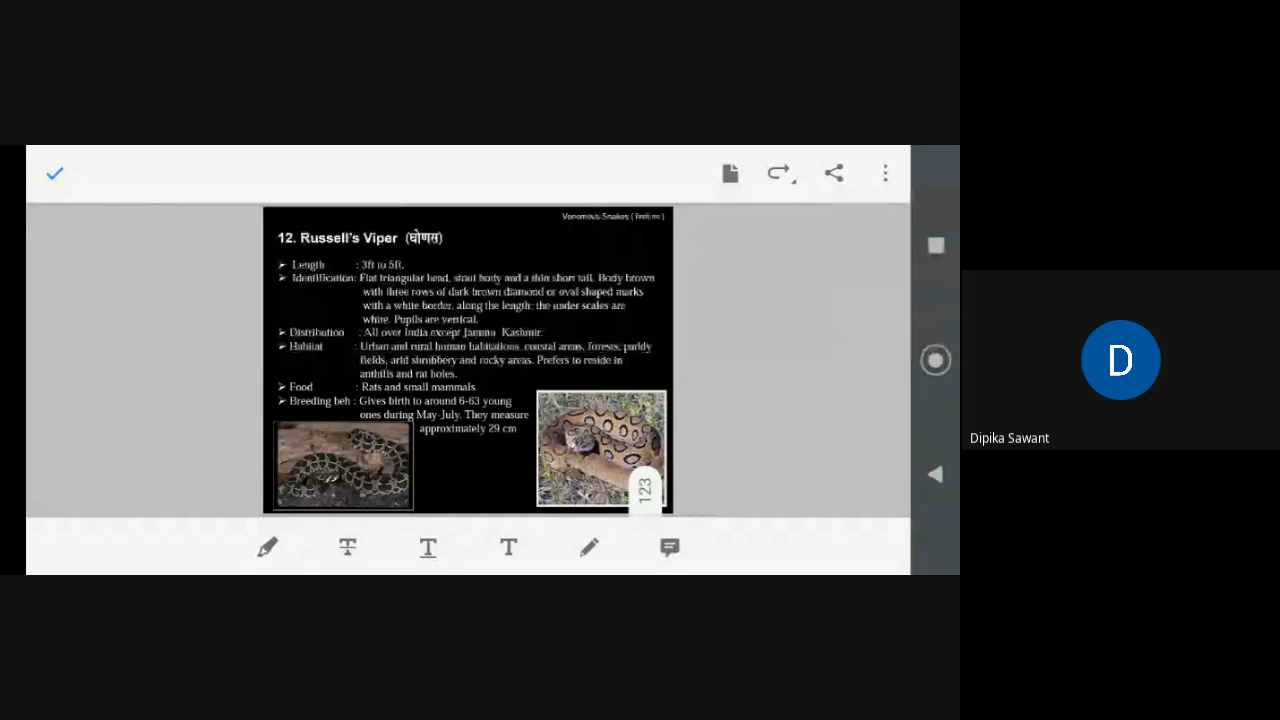 Venomous Snakes (
12. Russell's Viper (घोणस)
➢ Length : 3ft to 5ft.
➢ Identification: Flat triangular head, stout body and a thin short tail. Body brown
with three rows of dark brown diamond or oval shaped marks
with a white border, along the length; the under scales are
white. Pupils are vertical.
➢ Distribution : All over India except Jammu Kashmir.
➢ Habitat : Urban and rural human habitations, coastal areas, forests, paddy
fields, arid shrubbery and rocky areas. Prefers to reside in
anthills and rat holes.
➢ Food : Rats and small mammals
➢ Breeding beh : Gives birth to around 6-63 young
ones during May-July. They measure
approximately 29 cm
123
D
Dipika Sawant